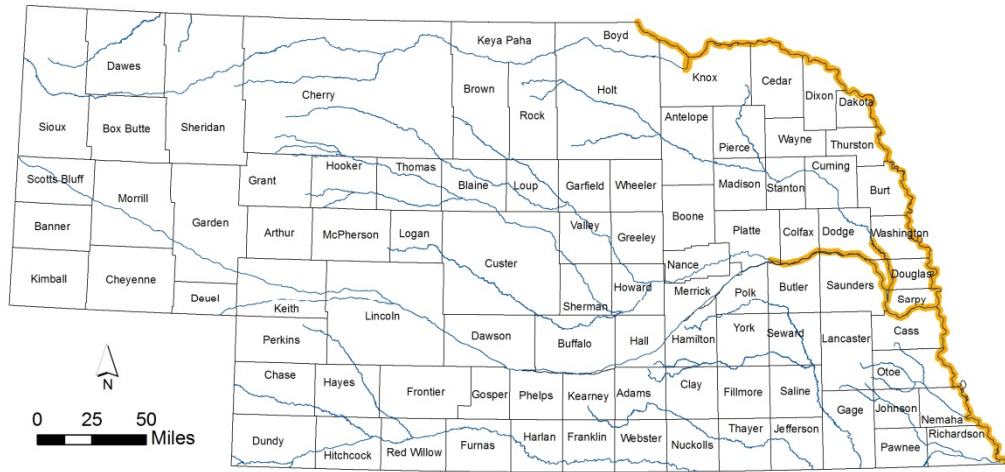 Keya Paha
Boyd
Dawes
Knox
Cedar
Cherry
Brown
Holt
Dixon
Dakota
Sioux
Box Butte
Sheridan
Rock
Antelope
Pierce
Wayne
Thurston
Scotts Bluff
Morrill
Grant
Hooker
Thomas
Blaine
Loup
Garfield
Wheeler
Madison
Stanton
Cuming
Burt
Banner
Garden
Arthur
McPherson
Logan
Custer
Valley
Greeley
Boone
Platte
Colfax
Dodge
Washington
Kimball
Cheyenne
Deuel
Keith
Lincoln
Sherman
Howard
Nance
Merrick
Polk
Butler
Saunders
Douglas
Sarpy
Perkins
Dawson
Buffalo
Hall
Hamilton
York
Seward
Lancaster
Cass
Otoe
Chase
Hayes
Frontier
Gosper
Phelps
Kearney
Adams
Clay
Fillmore
Saline
Gage
Johnson
Nemaha
Dundy
Hitchcock
Red Willow
Furnas
Harlan
Franklin
Webster
Nuckolls
Thayer
Jefferson
Pawnee
Richardson
N
0 25 50
Miles